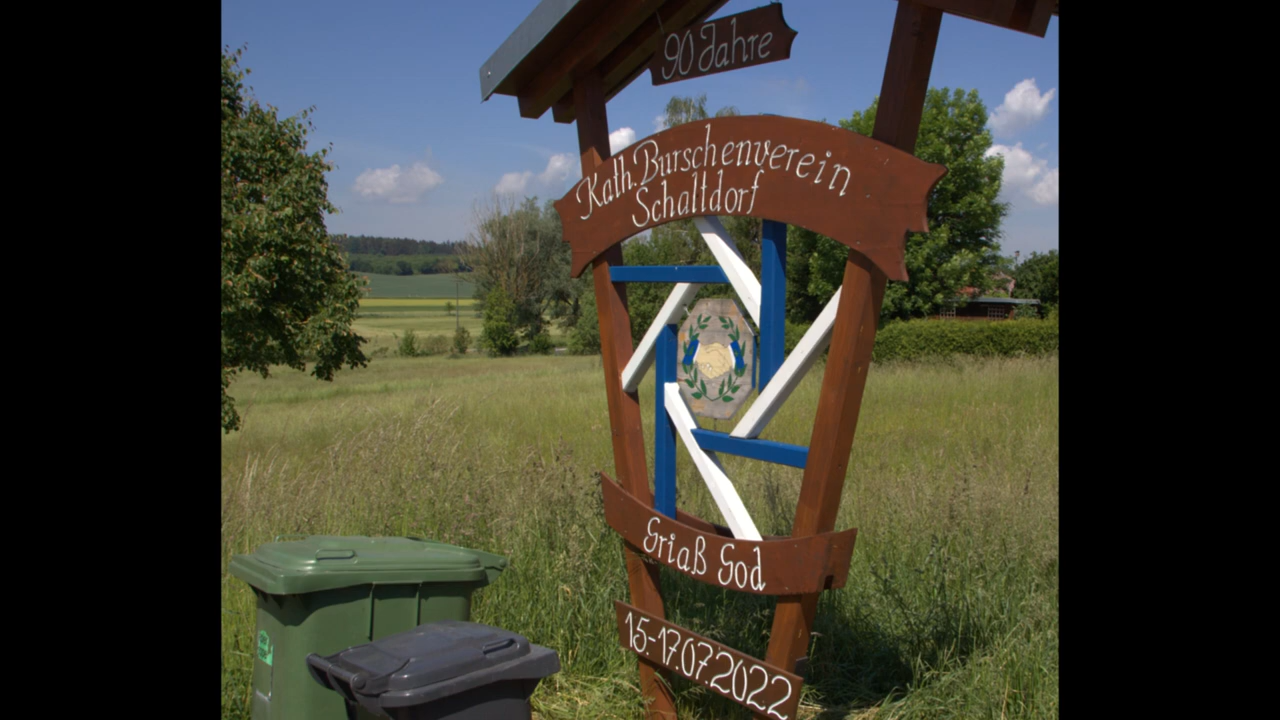 90 Jahre
Kath. Burschenverein
Schaltdorf
Griaß God
15.-17.07.2022